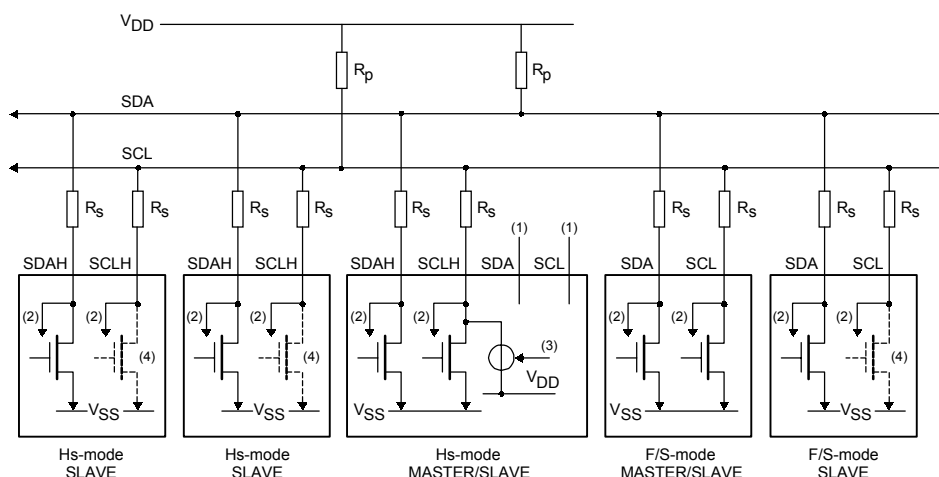 VDD
Rp Rp
SDA
SCL
Rs Rs Rs Rs Rs Rs Rs Rs Rs Rs
(1) (1)
SDAH SCLH SDAH SCLH SDAH SCLH SDA SCL SDA SCL SDA SCL
(2) (2) (2) (2) (2) (2) (2) (2) (2) (2)
(4) (4) (3) (4)
VDD
VSS VSS VSS VSS VSS
Hs-mode Hs-mode Hs-mode F/S-mode F/S-mode
SLAVE SLAVE MASTER/SLAVE MASTER/SLAVE SLAVE